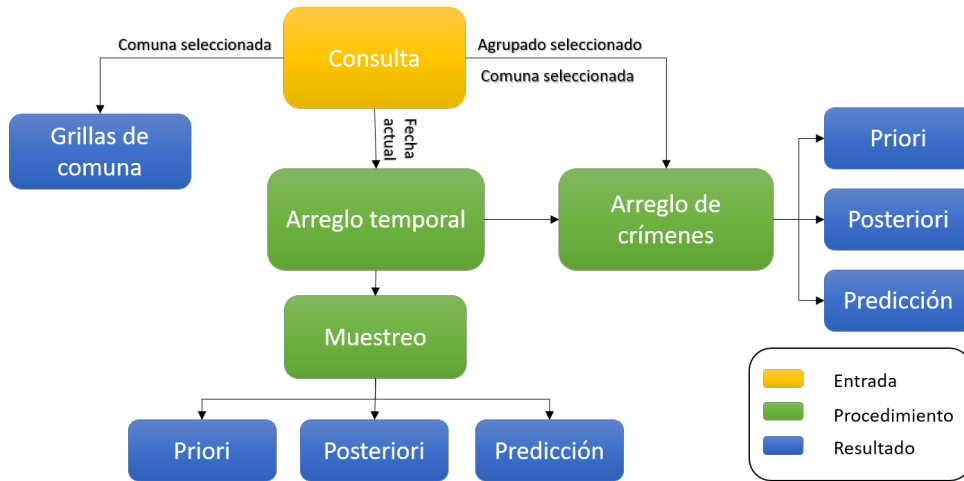 Comuna seleccionada
Consulta
Agrupado seleccionado
Comuna seleccionada
Grillas de
comuna
Fecha
actual
Priori
Arreglo temporal
Arreglo de
crímenes
Posteriori
Predicción
Muestreo
Priori
Posteriori
Predicción
Entrada
Procedimiento
Resultado